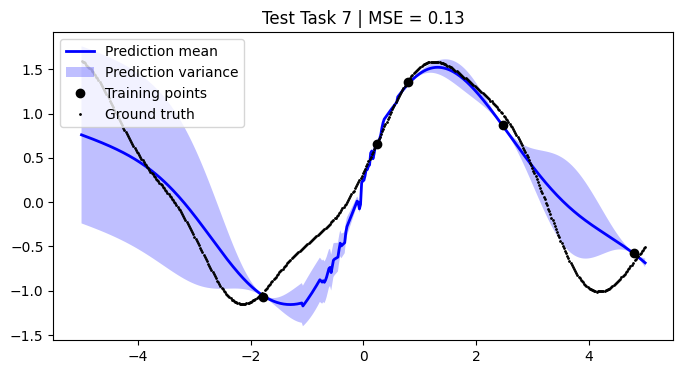 Test Task 7 | MSE = 0.13
Prediction mean
Prediction variance
Training points
Ground truth
1.5
1.0
0.5
0.0
−0.5
−1.0
−1.5
−4
−2
0
2
4